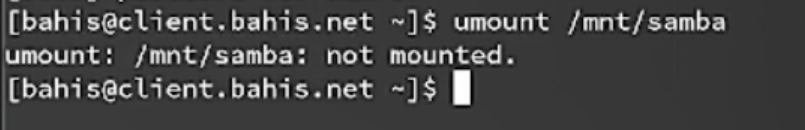 [bahis@client.bahis.net ~]$ umount /mnt/samba
umount: /mnt/samba: not mounted.
[bahis@client.bahis.net ~]$